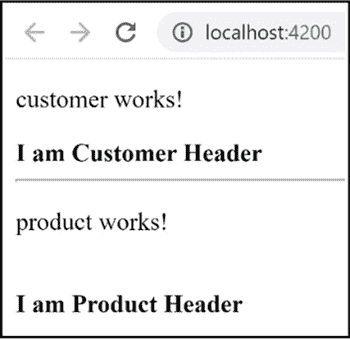 localhost:4200
customer works!
I am Customer Header
product works!
I am Product Header